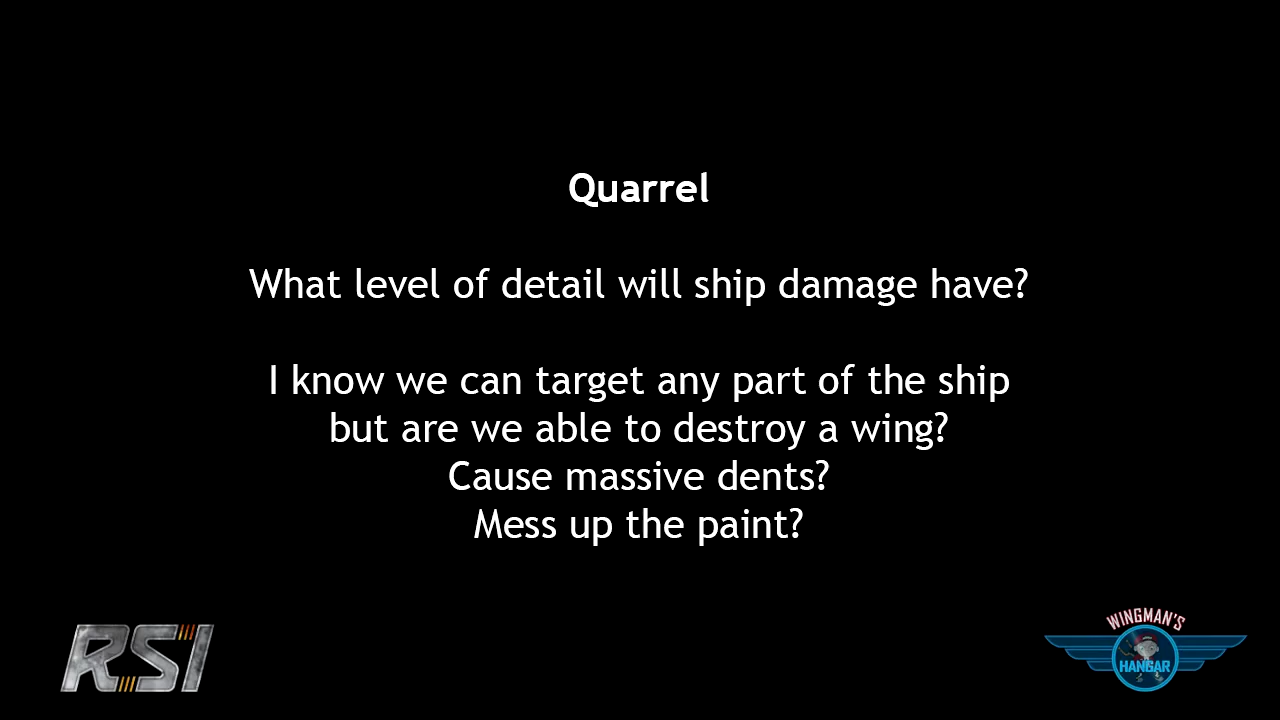 Quarrel
What level of detail will ship damage have?
I know we can target any part of the ship
but are we able to destroy a wing?
Cause massive dents?
Mess up the paint?
RSI
WINGMAN'S
HANGAR